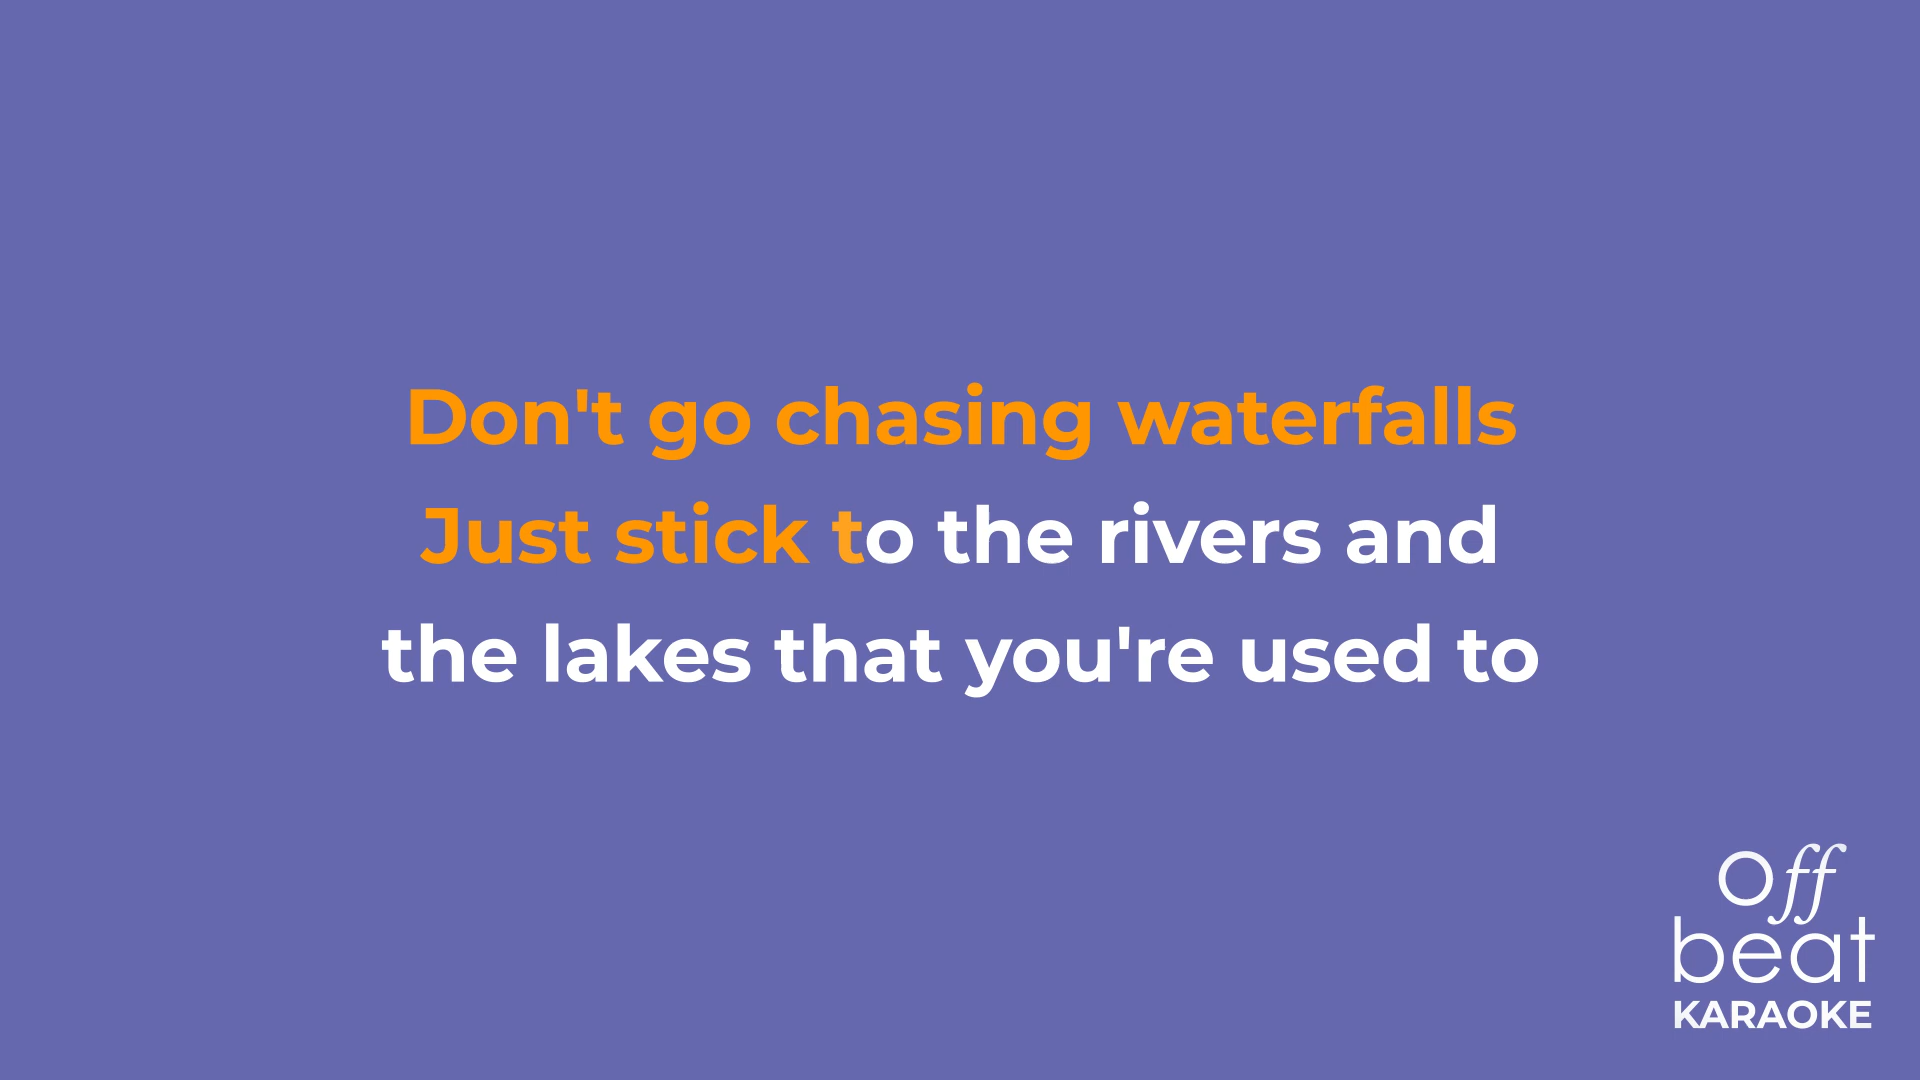 Don't go chasing waterfalls
Just stick to the rivers and
the lakes that you're used to
off
beat
KARAOKE